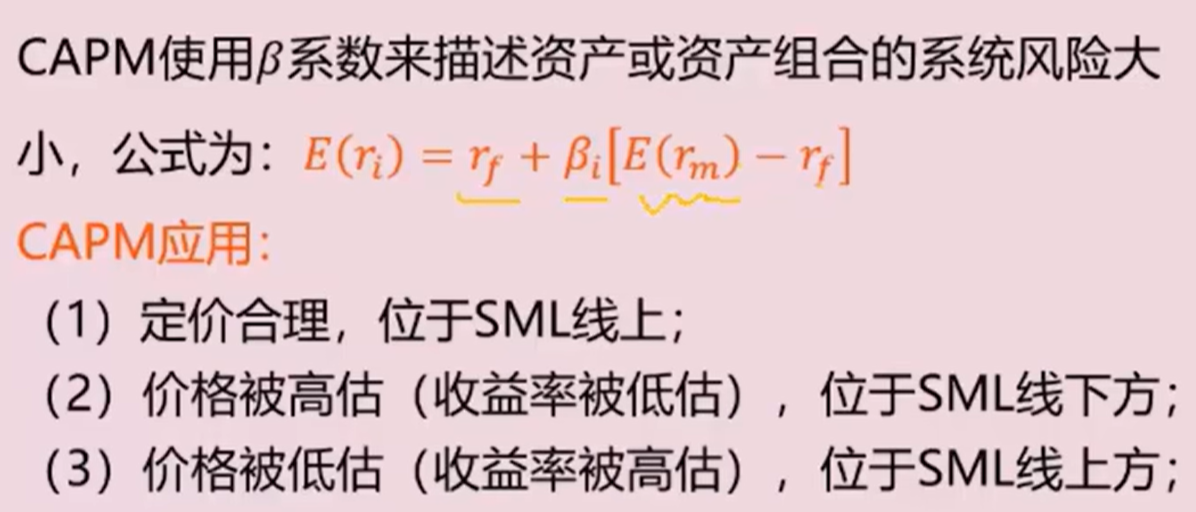 CAPM使用β系数来描述资产或资产组合的系统风险大
小，公式为：E(rᵢ) = r_f + βᵢ[E(r_m) − r_f]
CAPM应用：
（1）定价合理，位于SML线上；
（2）价格被高估（收益率被低估），位于SML线下方；
（3）价格被低估（收益率被高估），位于SML线上方；